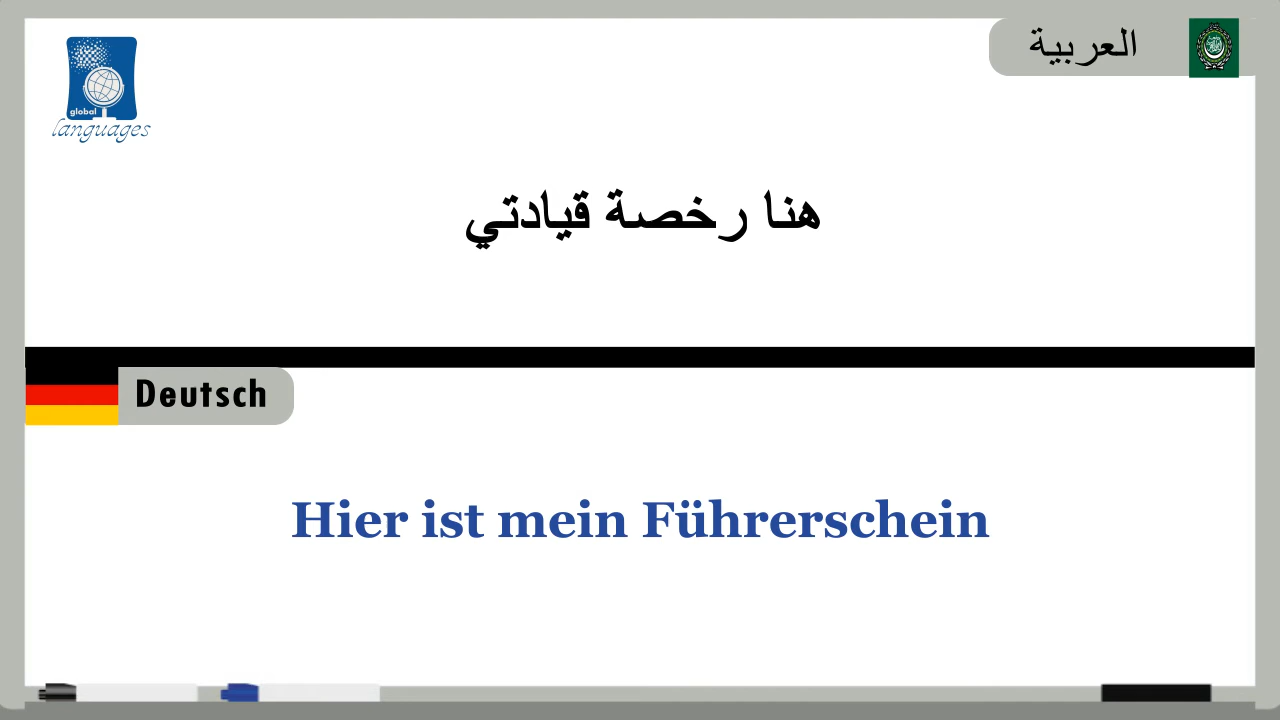 العربية
global
languages
هنا رخصة قيادتي
Deutsch
Hier ist mein Führerschein